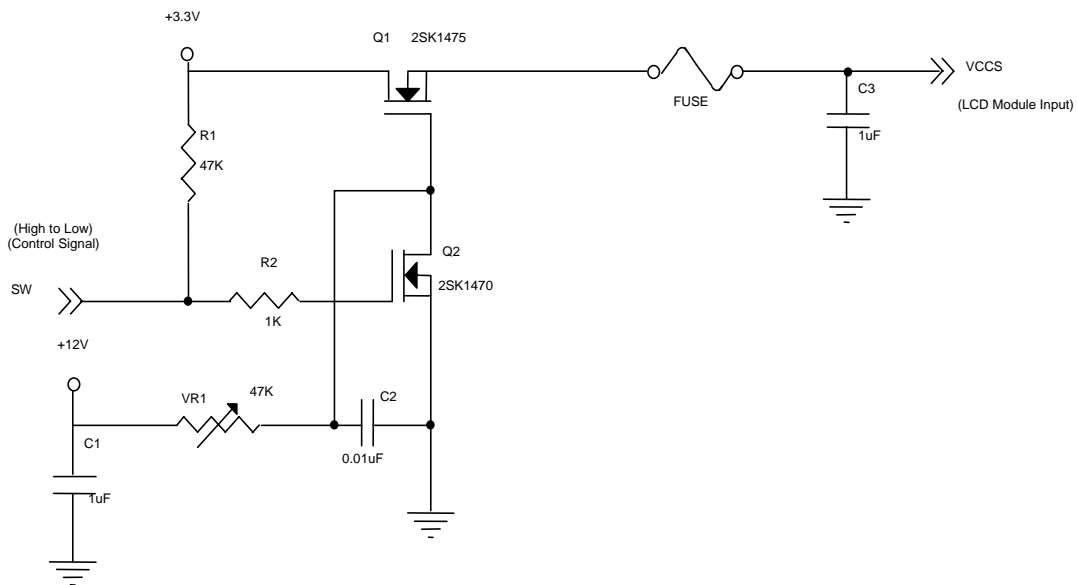 +3.3V
Q1 2SK1475
VCCS
C3
FUSE
(LCD Module Input)
R1
1uF
47K
(High to Low)
(Control Signal)
Q2
R2
SW
2SK1470
1K
+12V
47K
VR1
C2
C1
0.01uF
1uF